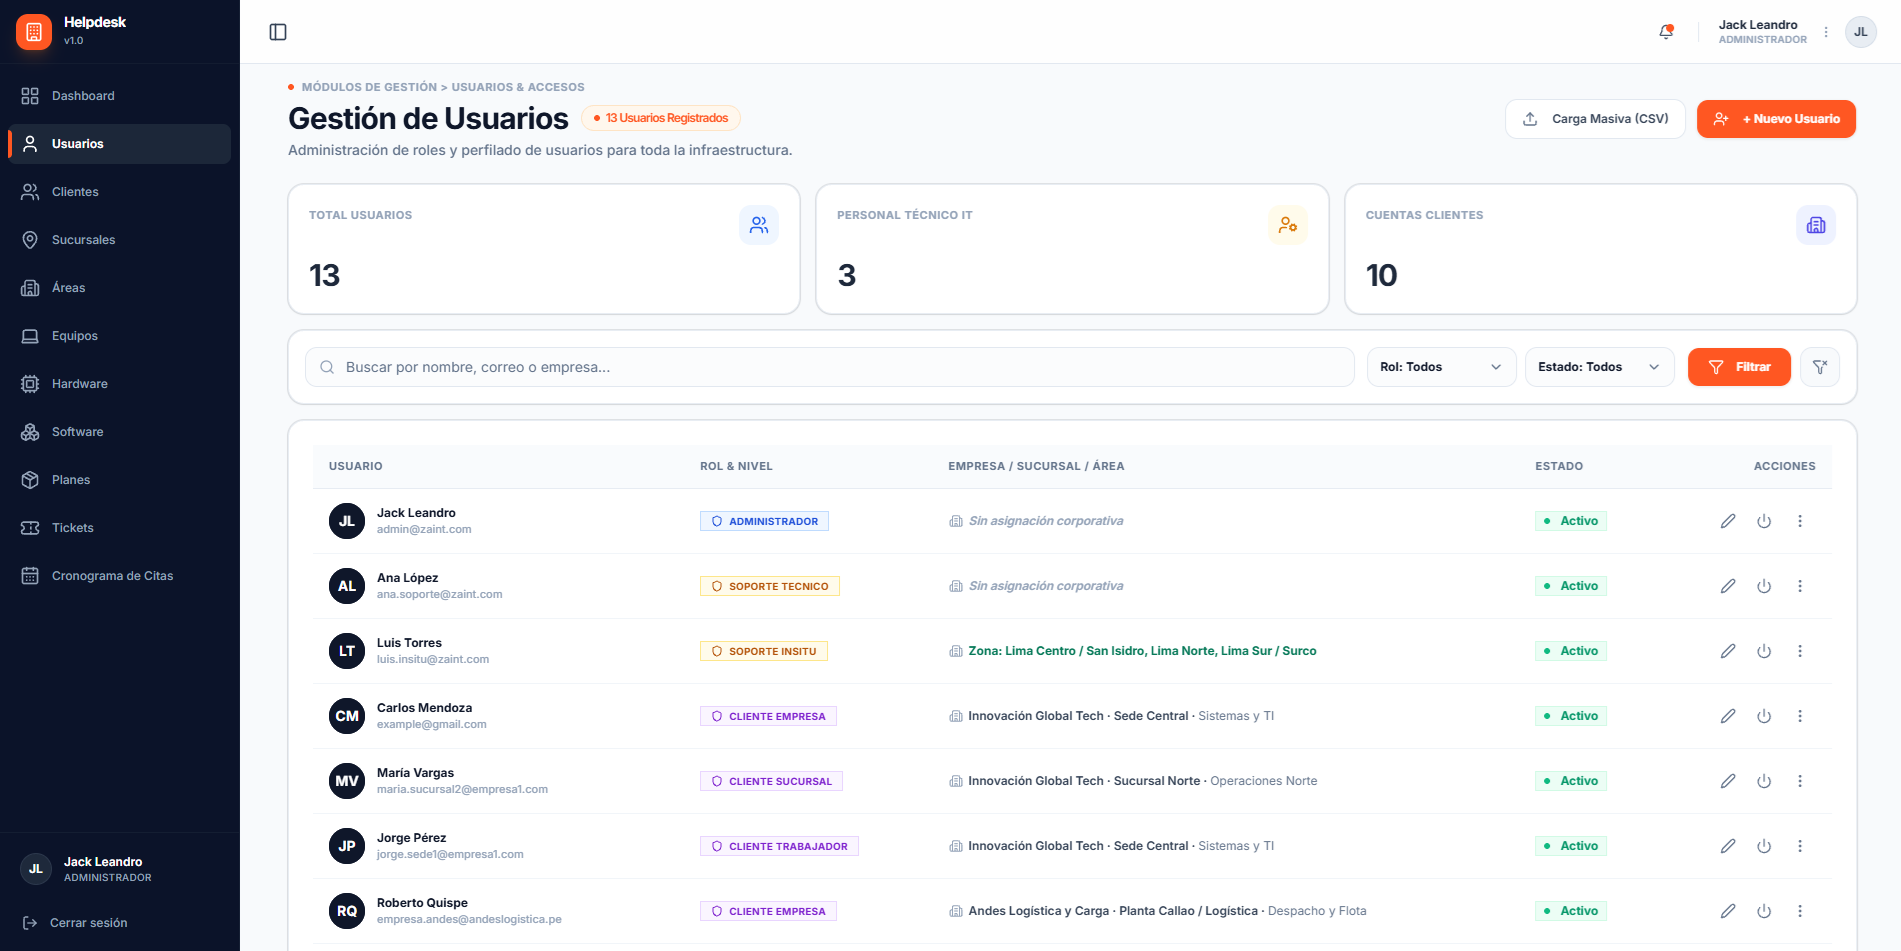 Helpdesk
v1.0
Dashboard
Usuarios
Clientes
Sucursales
Áreas
Equipos
Hardware
Software
Planes
Tickets
Cronograma de Citas
JL
Jack Leandro
ADMINISTRADOR
Cerrar sesión
Jack Leandro
ADMINISTRADOR
JL
MÓDULOS DE GESTIÓN > USUARIOS & ACCESOS
Gestión de Usuarios
13 Usuarios Registrados
Administración de roles y perfilado de usuarios para toda la infraestructura.
Carga Masiva (CSV)
+ Nuevo Usuario
TOTAL USUARIOS
13
PERSONAL TÉCNICO IT
3
CUENTAS CLIENTES
10
Buscar por nombre, correo o empresa...
Rol: Todos
Estado: Todos
Filtrar
USUARIO ROL & NIVEL EMPRESA / SUCURSAL / ÁREA ESTADO ACCIONES
JL Jack Leandro
admin@zaint.com
ADMINISTRADOR
Sin asignación corporativa
Activo
AL Ana López
ana.soporte@zaint.com
SOPORTE TECNICO
Sin asignación corporativa
Activo
LT Luis Torres
luis.insitu@zaint.com
SOPORTE INSITU
Zona: Lima Centro / San Isidro, Lima Norte, Lima Sur / Surco
Activo
CM Carlos Mendoza
example@gmail.com
CLIENTE EMPRESA
Innovación Global Tech · Sede Central · Sistemas y TI
Activo
MV María Vargas
maria.sucursal2@empresa1.com
CLIENTE SUCURSAL
Innovación Global Tech · Sucursal Norte · Operaciones Norte
Activo
JP Jorge Pérez
jorge.sede1@empresa1.com
CLIENTE TRABAJADOR
Innovación Global Tech · Sede Central · Sistemas y TI
Activo
RQ Roberto Quispe
empresa.andes@andeslogistica.pe
CLIENTE EMPRESA
Andes Logística y Carga · Planta Callao / Logística · Despacho y Flota
Activo